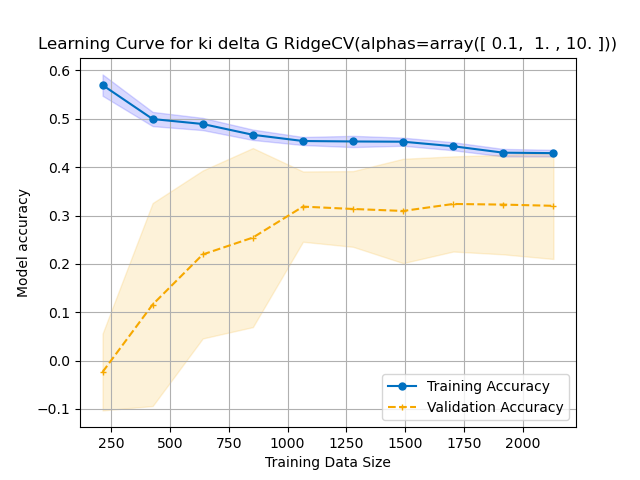 Learning Curve for ki delta G RidgeCV(alphas=array([ 0.1,  1. , 10. ]))
0.6
0.5
0.4
0.3
0.2
0.1
0.0
−0.1
Model accuracy
Training Accuracy
Validation Accuracy
250 500 750 1000 1250 1500 1750 2000
Training Data Size